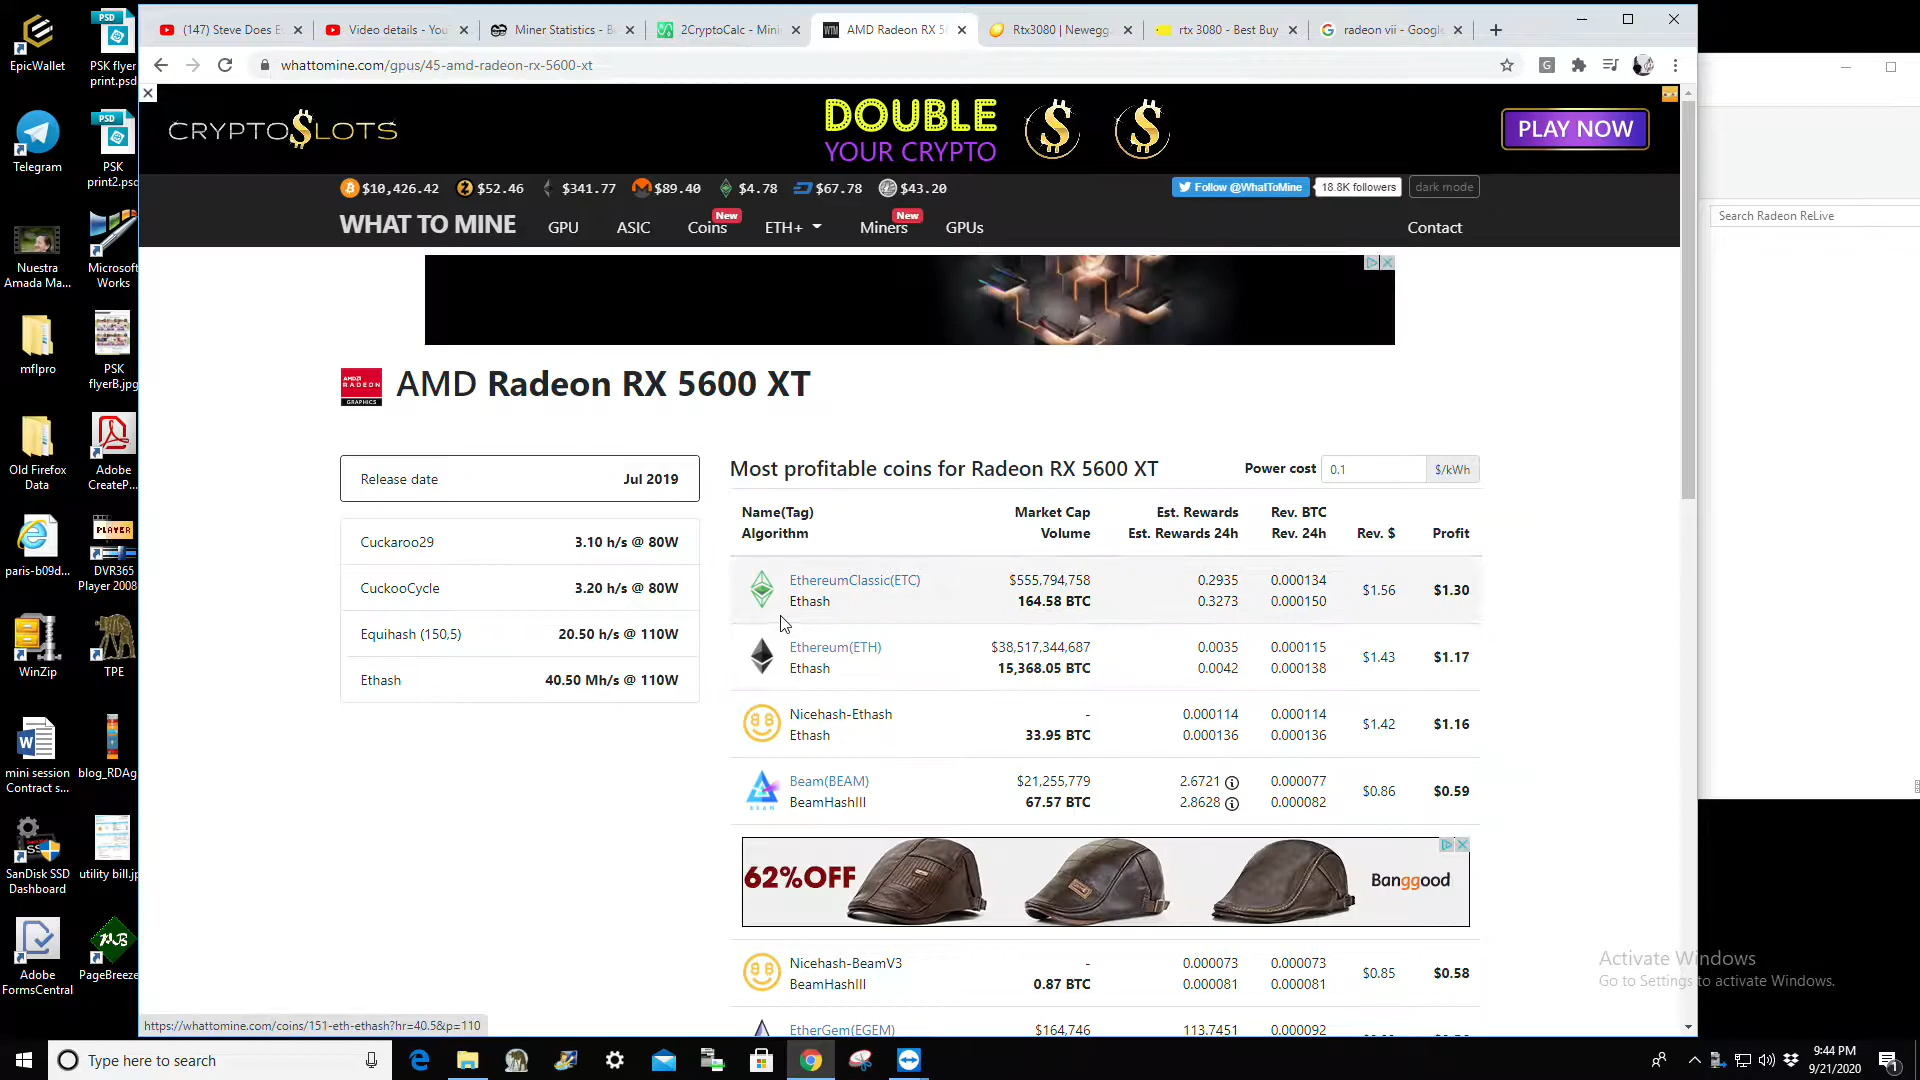 (147) Steve Does E
Video details - You
Miner Statistics - B
2CryptoCalc - Mini
AMD Radeon RX 5
Rtx3080 | Newegg.
rtx 3080 - Best Buy
radeon vii - Google
whattomine.com/gpus/45-amd-radeon-rx-5600-xt
CRYPTO$LOTS
DOUBLE
YOUR CRYPTO
PLAY NOW
$10,426.42 $52.46 $341.77 $89.40 $4.78 $67.78 $43.20
Follow @WhatToMine
18.8K followers
dark mode
WHAT TO MINE
GPU
ASIC
Coins
New
ETH+
Miners
New
GPUs
Contact
AMD
RADEON
GRAPHICS
AMD Radeon RX 5600 XT
Release date Jul 2019
Cuckaroo29 3.10 h/s @ 80W
CuckooCycle 3.20 h/s @ 80W
Equihash (150,5) 20.50 h/s @ 110W
Ethash 40.50 Mh/s @ 110W
Most profitable coins for Radeon RX 5600 XT
Power cost 0.1 $/kWh
Name(Tag) Market Cap Est. Rewards Rev. BTC
Algorithm Volume Est. Rewards 24h Rev. 24h Rev. $ Profit
EthereumClassic(ETC) $555,794,758 0.2935 0.000134
Ethash 164.58 BTC 0.3273 0.000150 $1.56 $1.30
Ethereum(ETH) $38,517,344,687 0.0035 0.000115
Ethash 15,368.05 BTC 0.0042 0.000138 $1.43 $1.17
Nicehash-Ethash - 0.000114 0.000114
Ethash 33.95 BTC 0.000136 0.000136 $1.42 $1.16
Beam(BEAM) $21,255,779 2.6721 0.000077
BeamHashIII 67.57 BTC 2.8628 0.000082 $0.86 $0.59
BEAM
62%OFF
Banggood
Nicehash-BeamV3 - 0.000073 0.000073
BeamHashIII 0.87 BTC 0.000081 0.000081 $0.85 $0.58
EtherGem(EGEM) $164,746 113.7451 0.000092
https://whattomine.com/coins/151-eth-ethash?hr=40.5&p=110
Search Radeon ReLive
Activate Windows
Go to Settings to activate Windows.
EpicWallet
PSD
PSK flyer
print.psd
Telegram
PSD
PSK
print2.psd
Nuestra
Amada Ma...
Microsoft
Works
mflpro
PSK
flyerB.jpg
Old Firefox
Data
Adobe
CreateP...
paris-b09d...
PLAYER
DVR365
Player 2008
WinZip
TPE
mini session
Contract s...
blog_RDAg
SanDisk SSD
Dashboard
utility bill.jp
Adobe
FormsCentral
PageBreeze
Type here to search
9:44 PM
9/21/2020
1